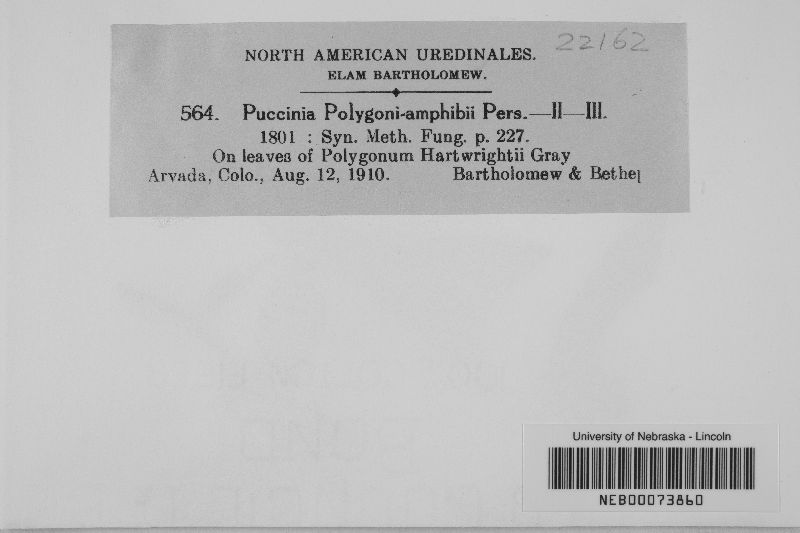 22162
NORTH AMERICAN UREDINALES.
ELAM BARTHOLOMEW.
564. Puccinia Polygoni-amphibii Pers.—II—III.
1801 : Syn. Meth. Fung. p. 227.
On leaves of Polygonum Hartwrightii Gray
Arvada, Colo., Aug. 12, 1910. Bartholomew & Bethel
University of Nebraska - Lincoln
NEB00073860